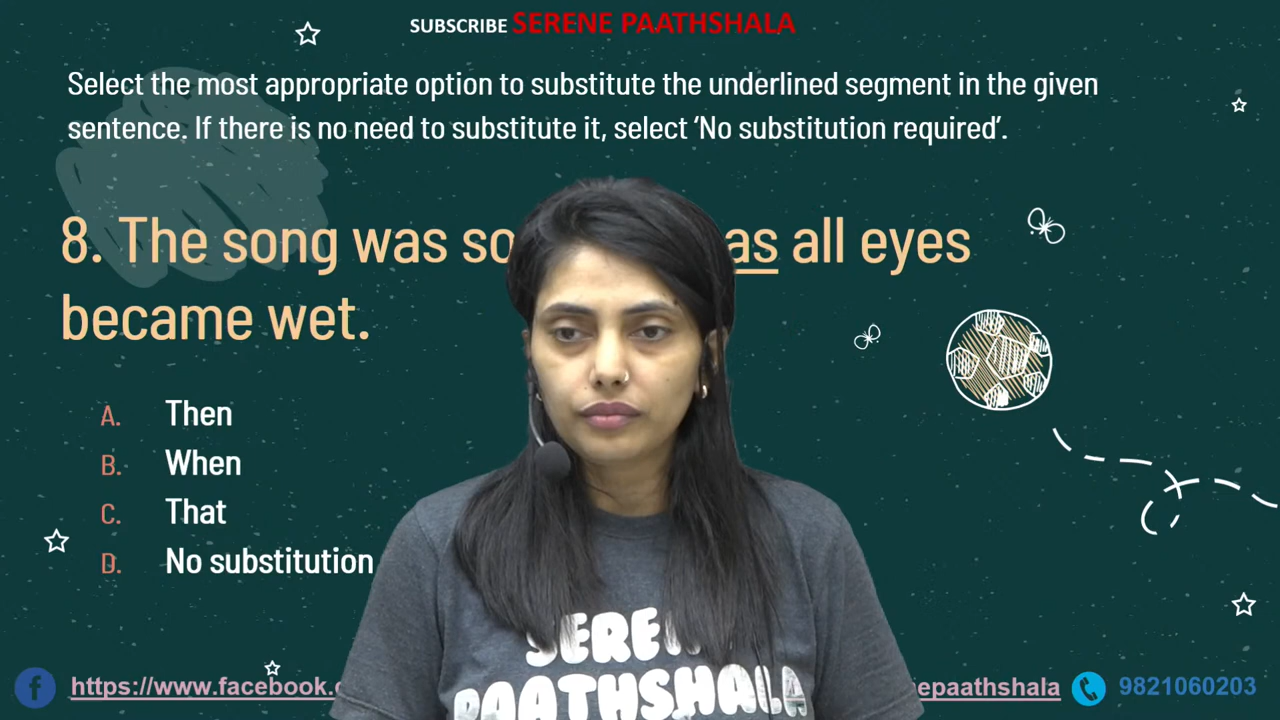 SUBSCRIBE SERENE PAATHSHALA
Select the most appropriate option to substitute the underlined segment in the given
sentence. If there is no need to substitute it, select ‘No substitution required’.
8. The song was so as all eyes
became wet.
A. Then
B. When
C. That
D. No substitution
SERE
PAATHSHALA
https://www.facebook. epaathshala 9821060203